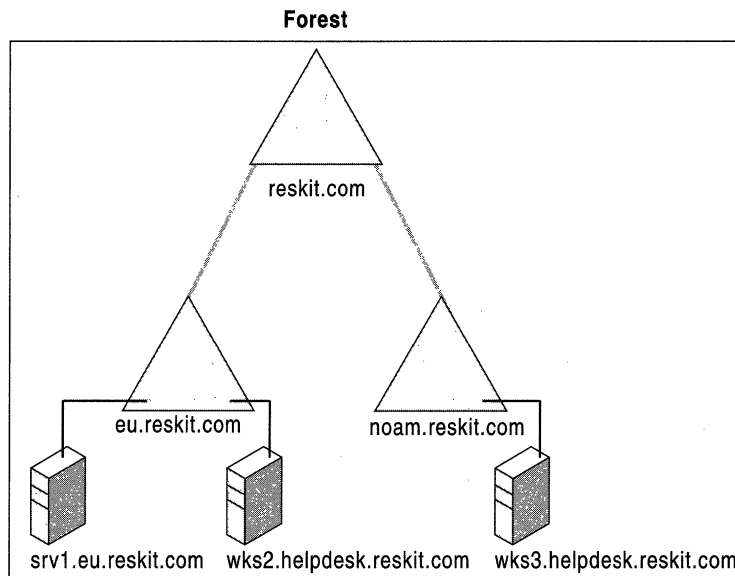 Forest
reskit.com
eu.reskit.com
noam.reskit.com
srv1.eu.reskit.com
wks2.helpdesk.reskit.com
wks3.helpdesk.reskit.com